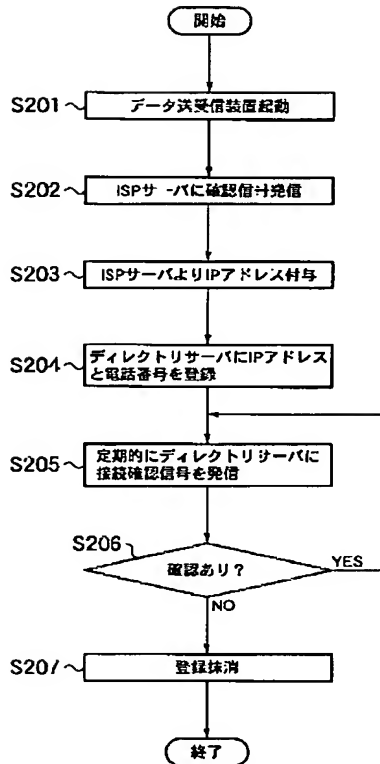 開始
S201
データ送受信装置起動
S202
ISPサーバに確認信号発信
S203
ISPサーバよりIPアドレス付与
S204
ディレクトリサーバにIPアドレス
と電話番号を登録
S205
定期的にディレクトリサーバに
接続確認信号を発信
S206
確認あり?
YES
NO
S207
登録抹消
終了